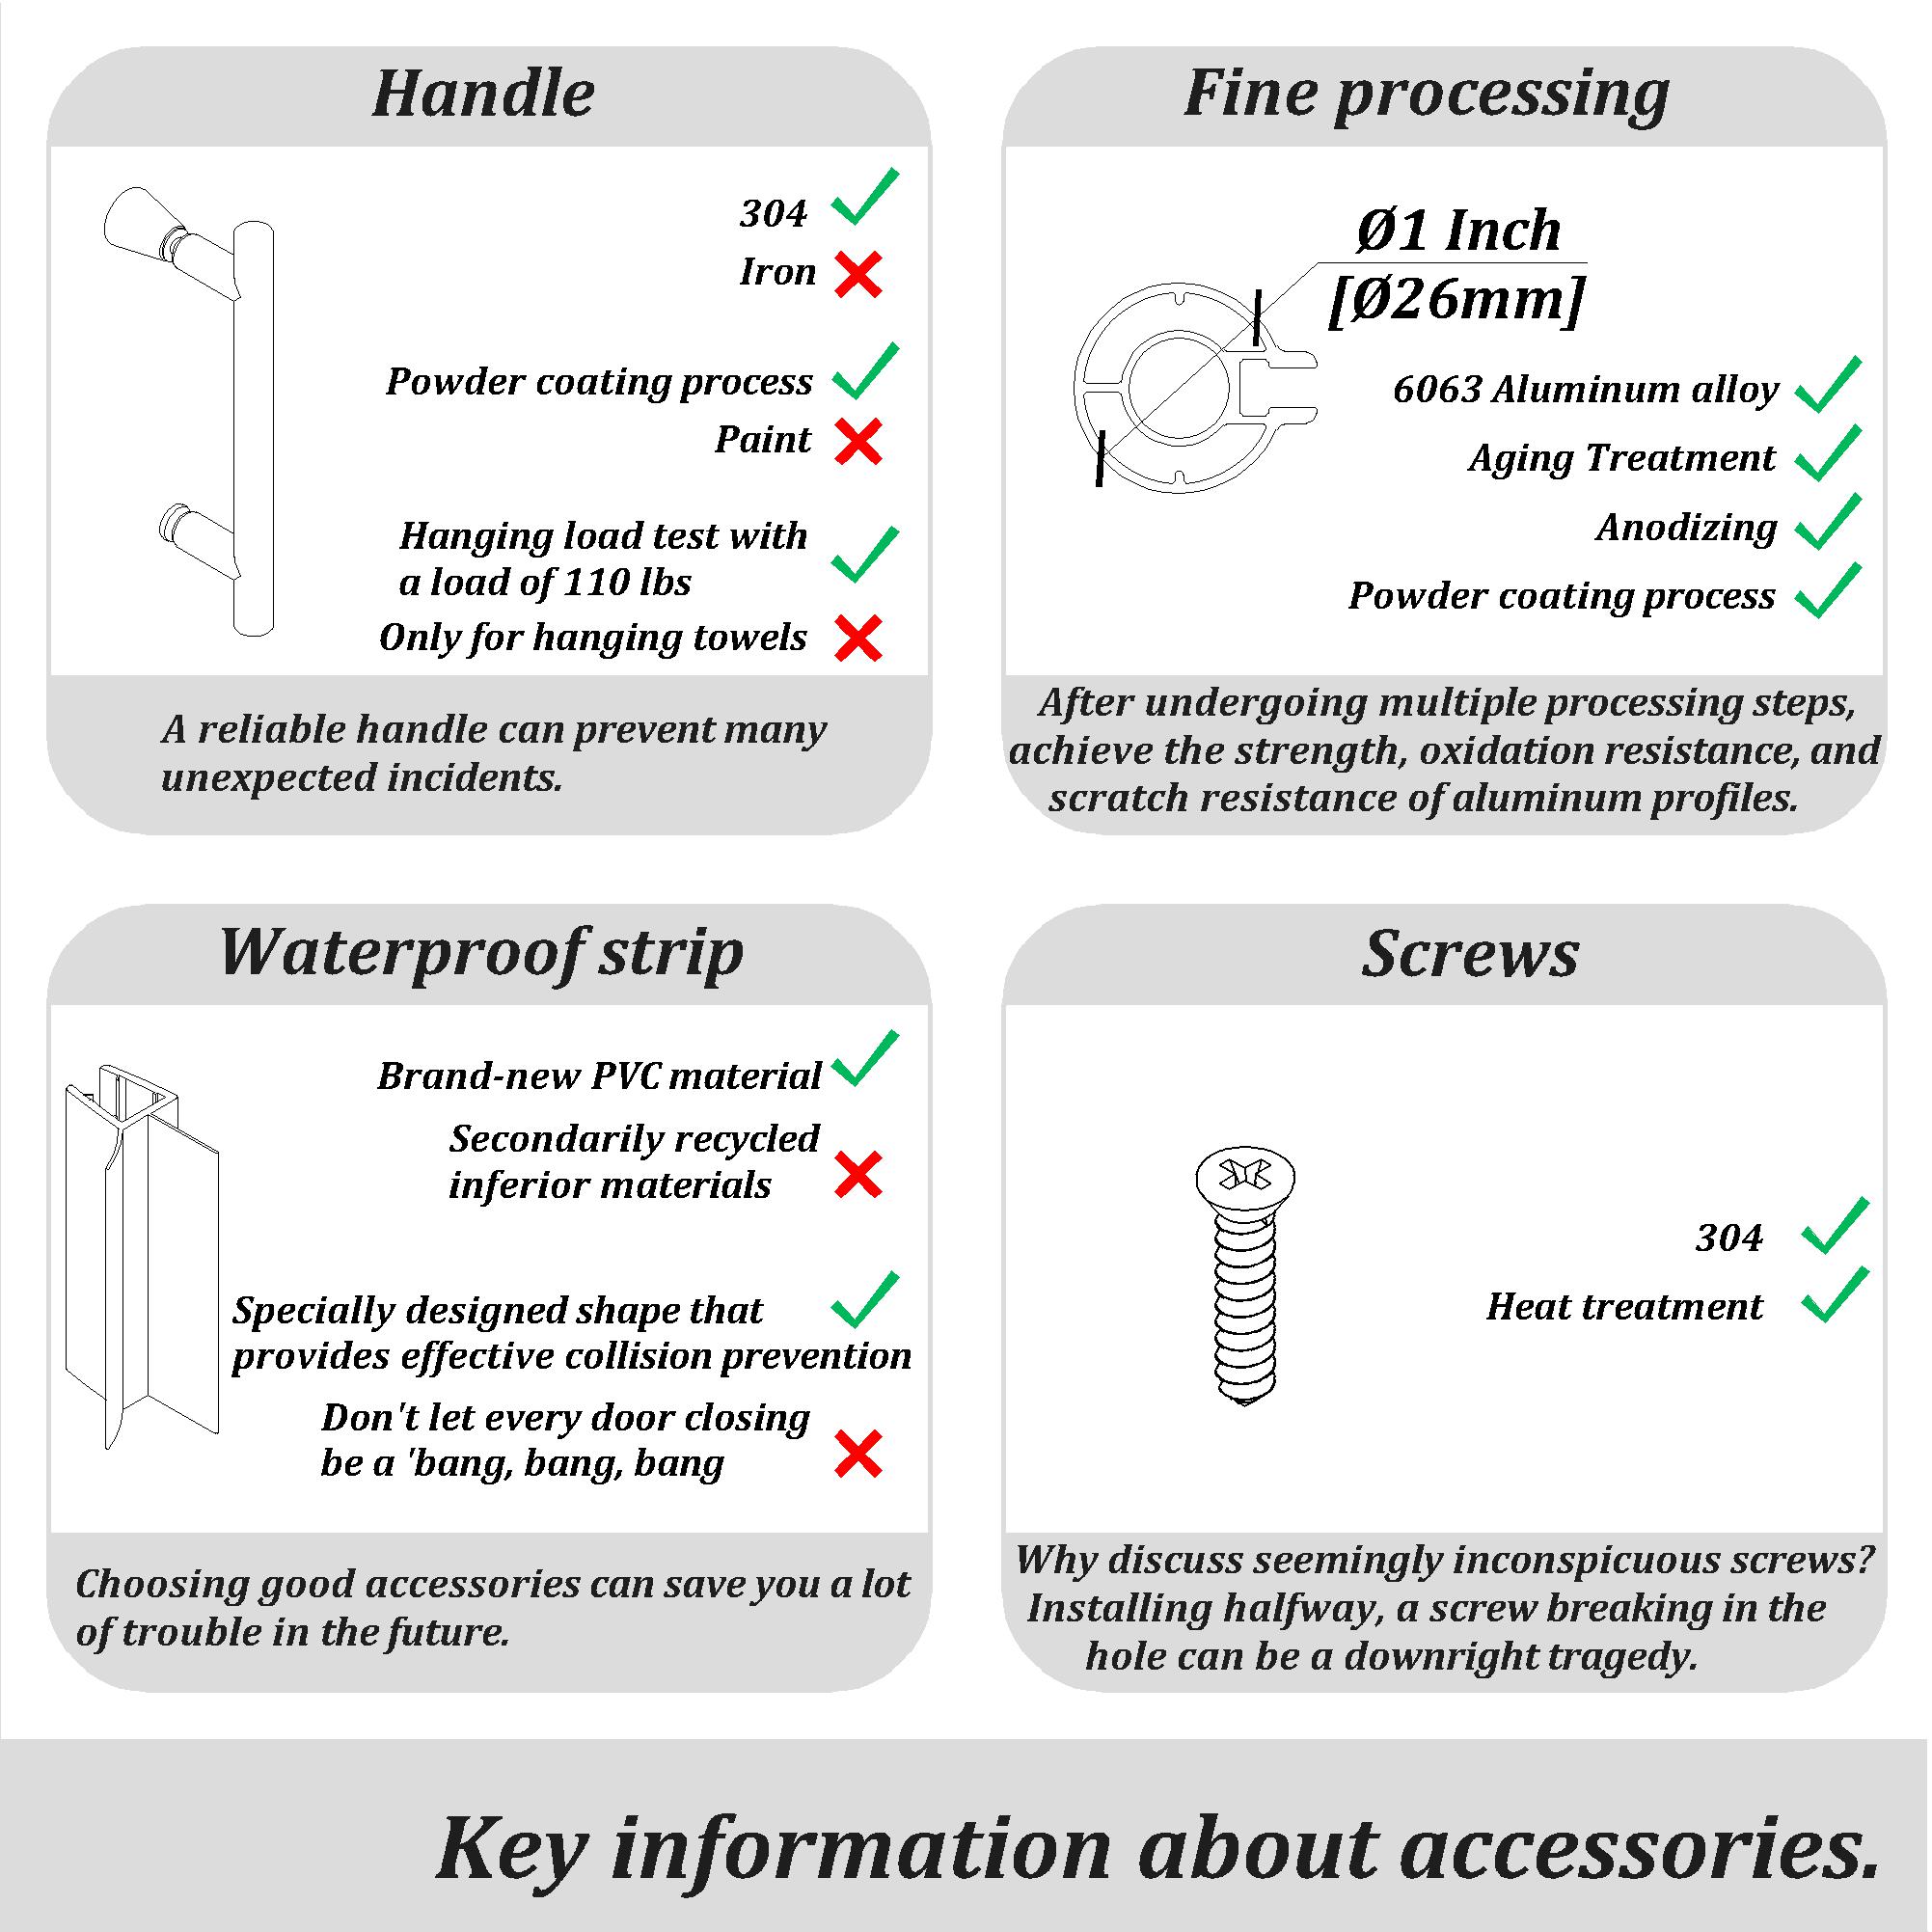 Handle
304
Iron
Powder coating process
Paint
Hanging load test with
a load of 110 lbs
Only for hanging towels
A reliable handle can prevent many
unexpected incidents.
Fine processing
Ø1 Inch
[Ø26mm]
6063 Aluminum alloy
Aging Treatment
Anodizing
Powder coating process
After undergoing multiple processing steps,
achieve the strength, oxidation resistance, and
scratch resistance of aluminum profiles.
Waterproof strip
Brand-new PVC material
Secondarily recycled
inferior materials
Specially designed shape that
provides effective collision prevention
Don't let every door closing
be a 'bang, bang, bang
Choosing good accessories can save you a lot
of trouble in the future.
Screws
304
Heat treatment
Why discuss seemingly inconspicuous screws?
Installing halfway, a screw breaking in the
hole can be a downright tragedy.
Key information about accessories.